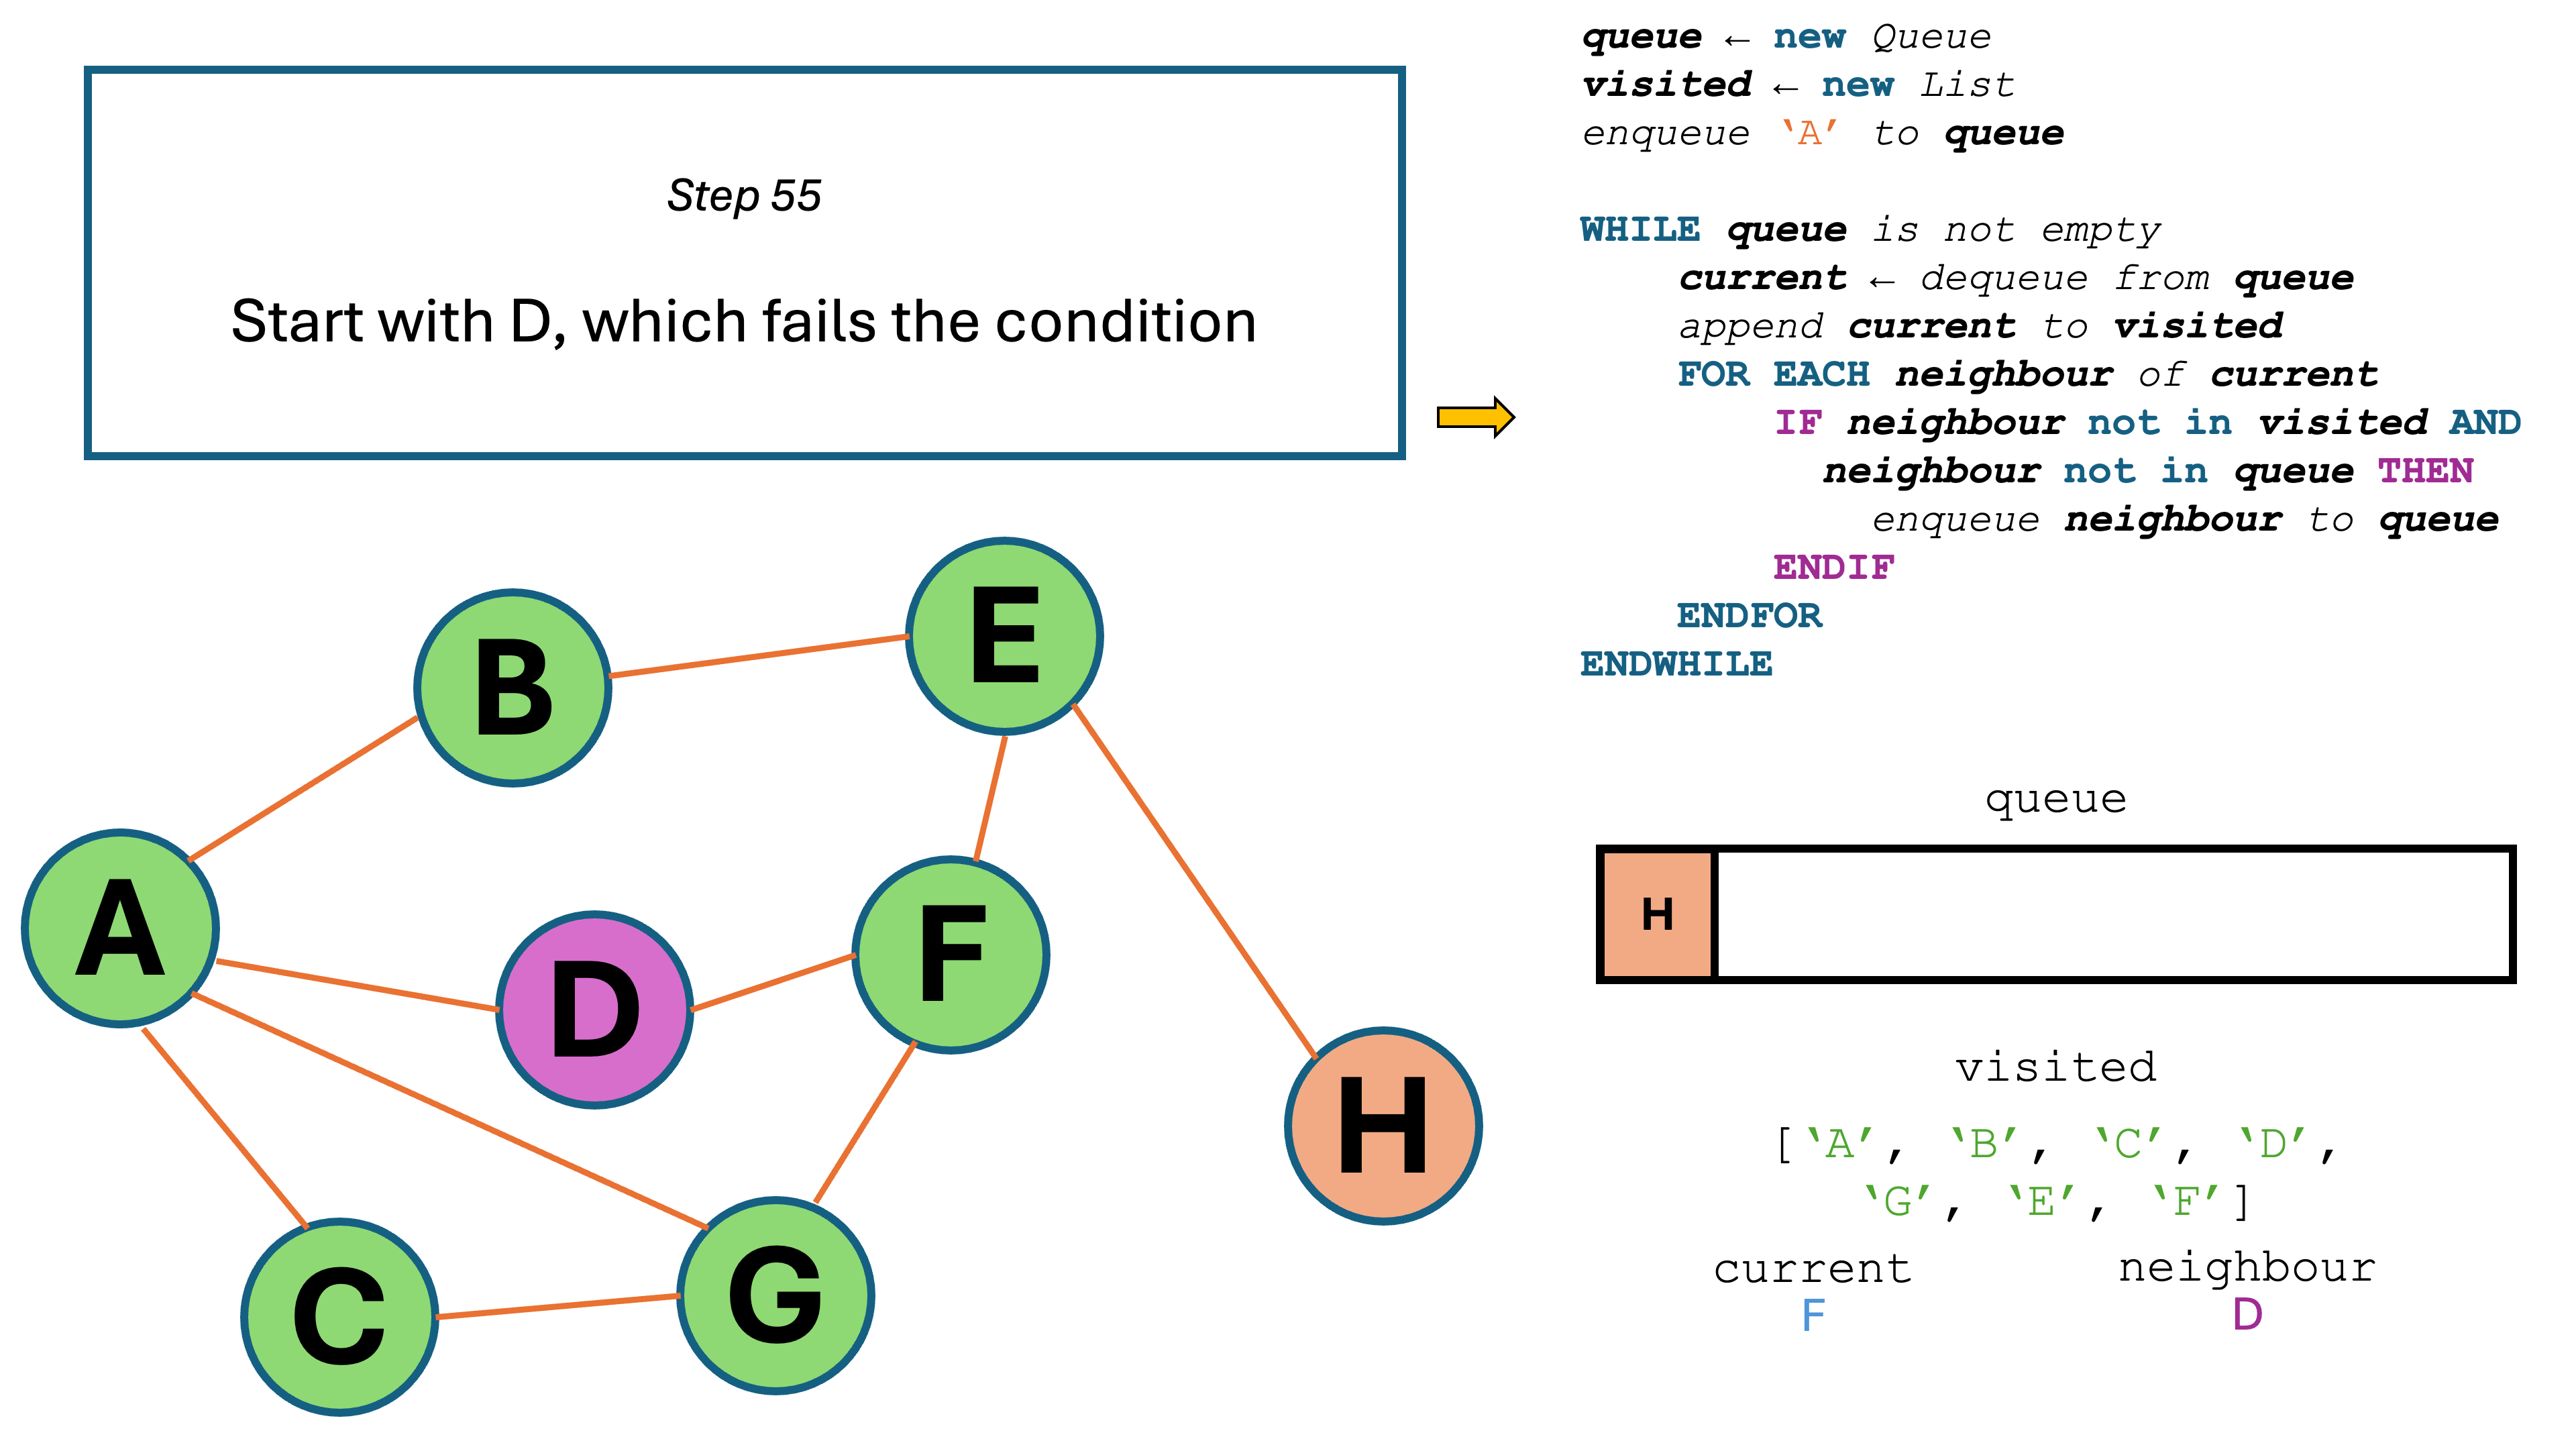 Step 55
Start with D, which fails the condition
queue ← new Queue
visited ← new List
enqueue ‘A’ to queue
WHILE queue is not empty
current ← dequeue from queue
append current to visited
FOR EACH neighbour of current
IF neighbour not in visited AND
neighbour not in queue THEN
enqueue neighbour to queue
ENDIF
ENDFOR
ENDWHILE
B
E
A
D
F
C
G
H
queue
H
visited
[‘A’, ‘B’, ‘C’, ‘D’,
‘G’, ‘E’, ‘F’]
current
F
neighbour
D